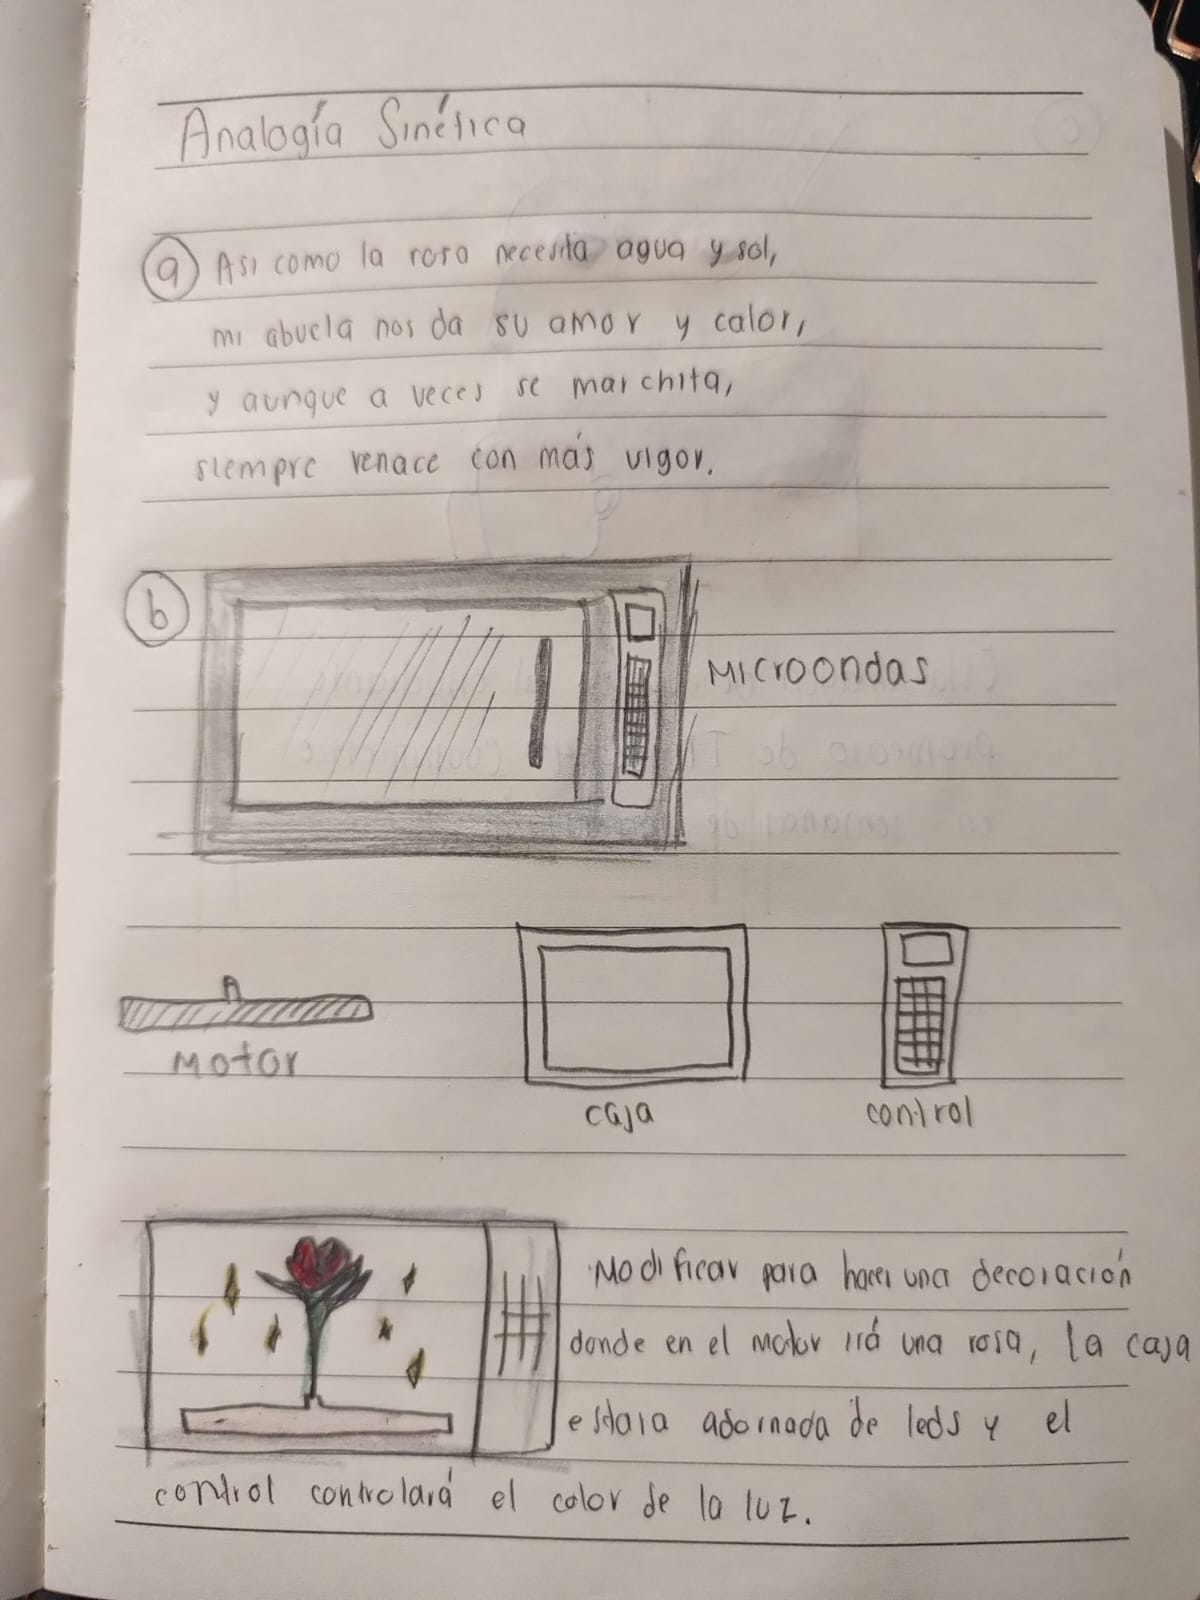 Analogía Sinética
a Asi como la rosa necesita agua y sol,
mi abuela nos da su amor y calor,
y aunque a veces se marchita,
siempre renace con más vigor.
b
Microondas
Motor
caja
control
Modificar para hacer una decoración
donde en el motor irá una rosa, la caja
estara adornada de leds y el
control controlará el color de la luz.